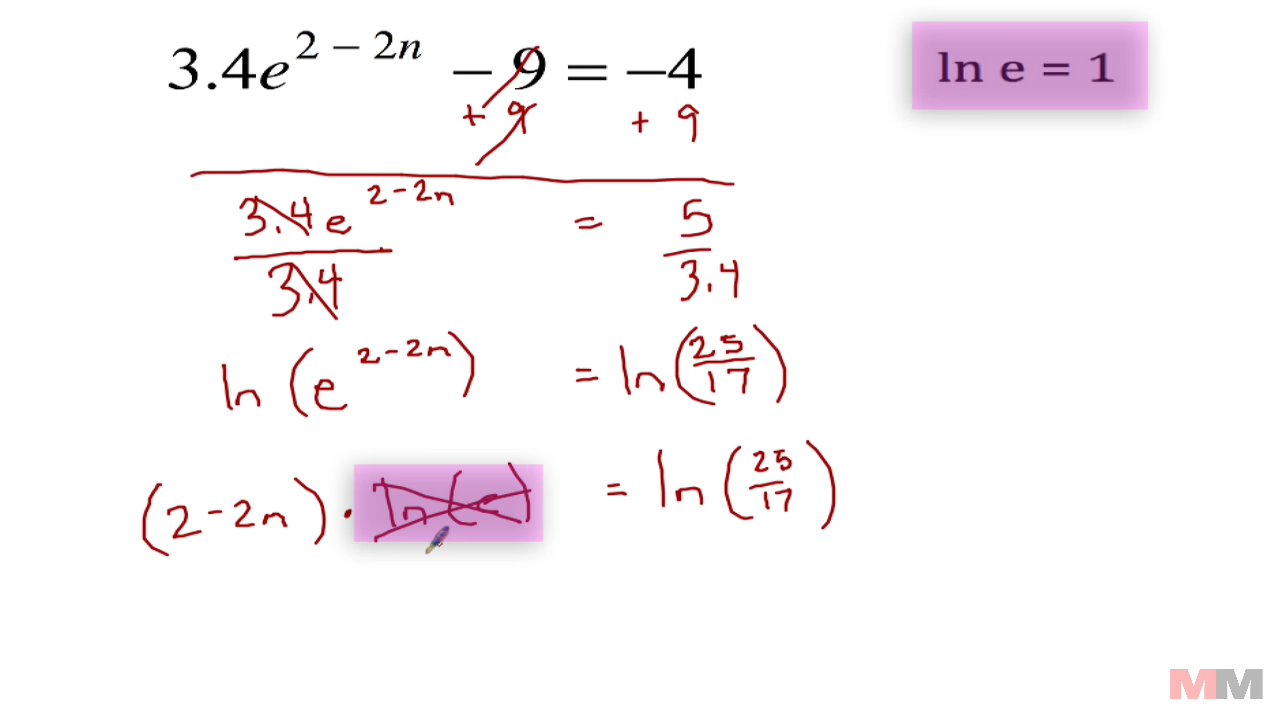 3.4e^{2 − 2n} − 9 = −4
ln e = 1
+ 9 + 9
3.4e^{2-2n} / 3.4 = 5 / 3.4
ln (e^{2-2n}) = ln (25/17)
(2-2n) · ln (e) = ln (25/17)
MM